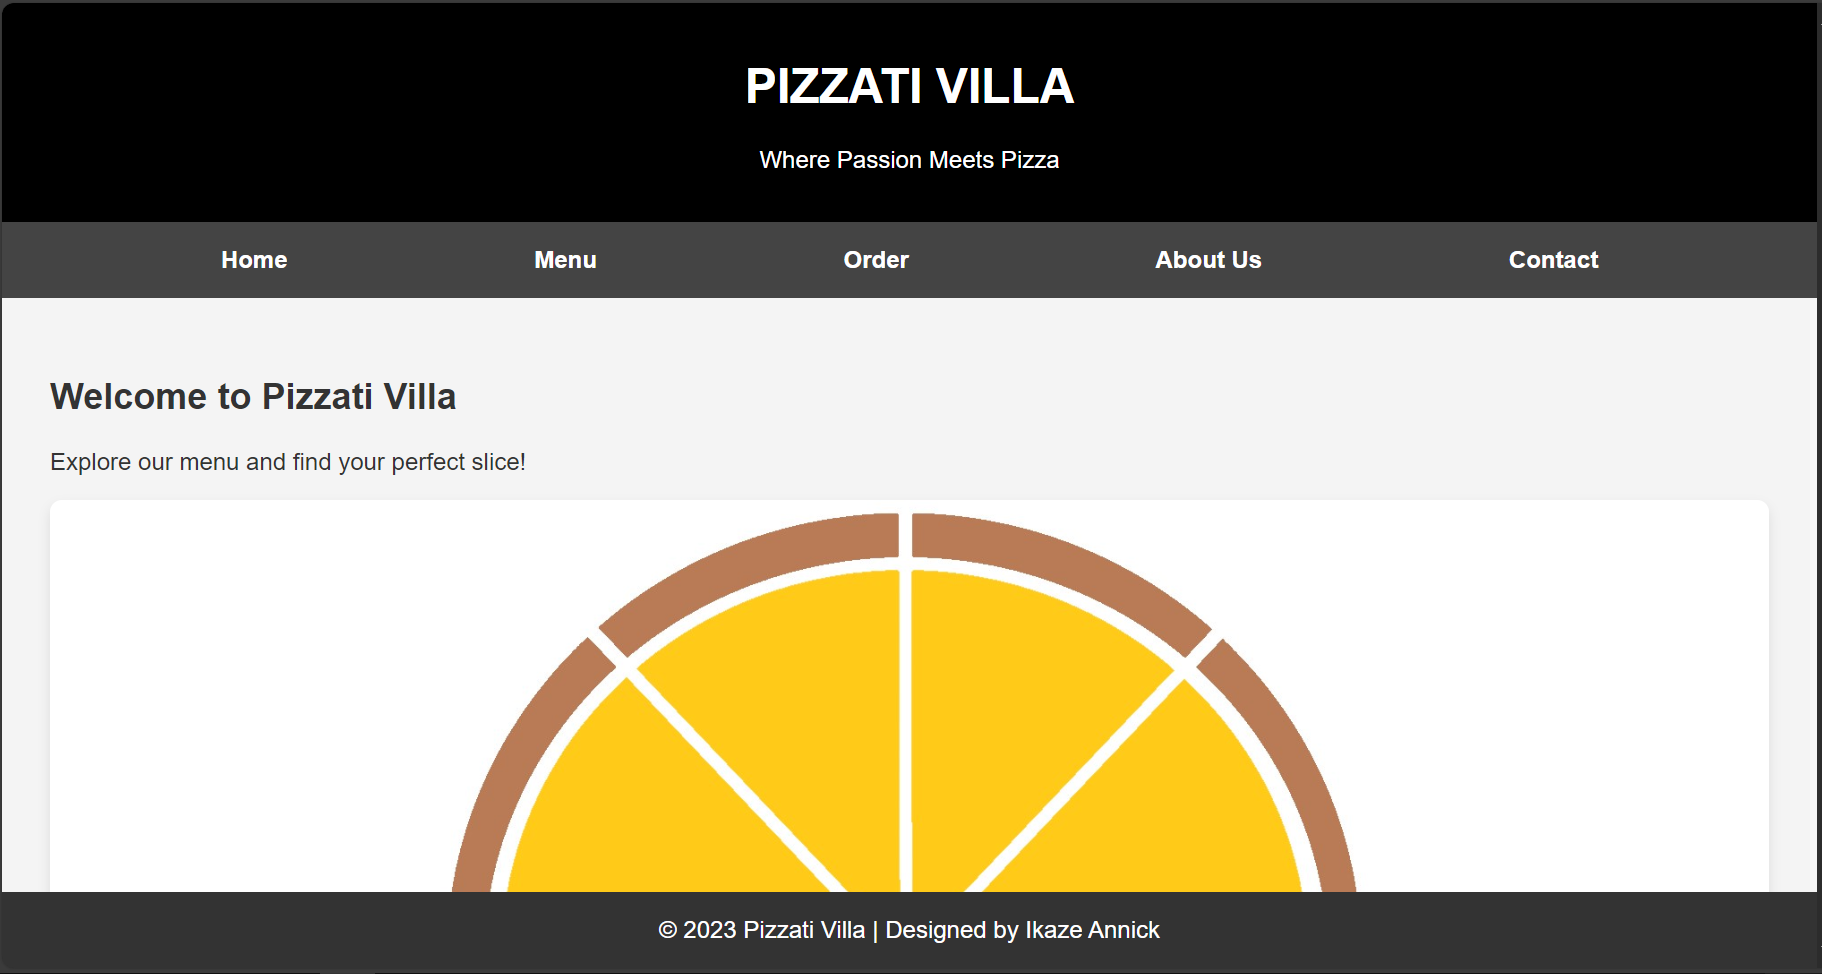 PIZZATI VILLA
Where Passion Meets Pizza
Home Menu Order About Us Contact
Welcome to Pizzati Villa
Explore our menu and find your perfect slice!
© 2023 Pizzati Villa | Designed by Ikaze Annick